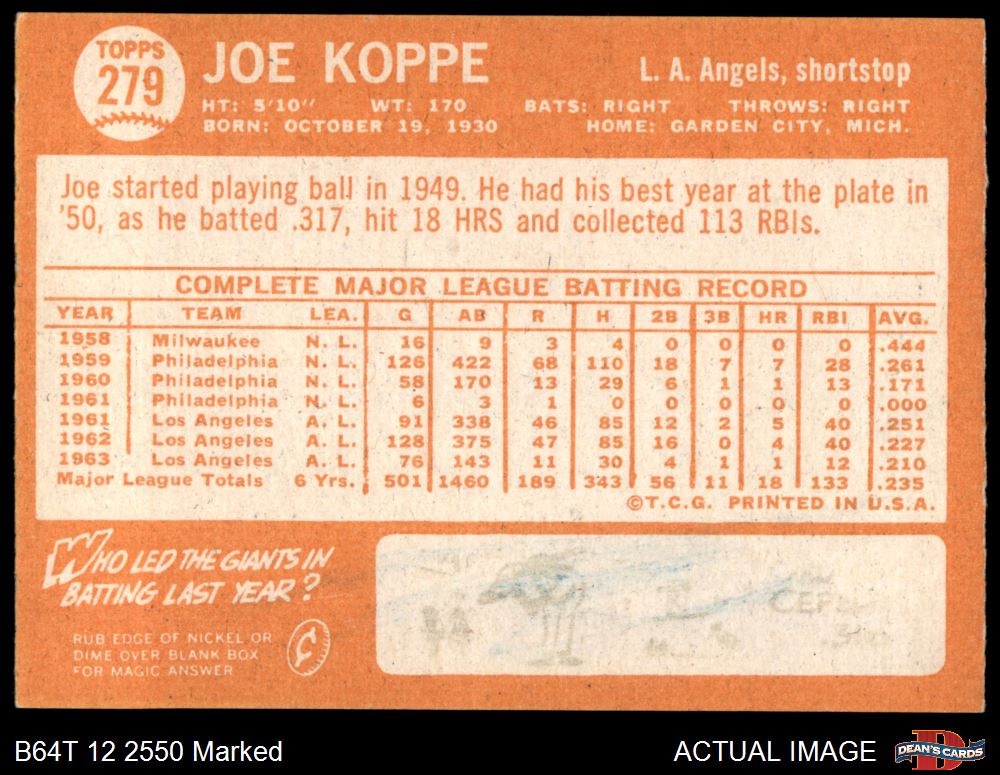 TOPPS
279
JOE KOPPE
L. A. Angels, shortstop
HT: 5'10" WT: 170 BATS: RIGHT THROWS: RIGHT
BORN: OCTOBER 19, 1930 HOME: GARDEN CITY, MICH.
Joe started playing ball in 1949. He had his best year at the plate in
'50, as he batted .317, hit 18 HRS and collected 113 RBIs.
COMPLETE MAJOR LEAGUE BATTING RECORD
YEAR TEAM LEA. G AB R H 2B 3B HR RBI AVG.
1958 Milwaukee N. L. 16 9 3 4 0 0 0 0 .444
1959 Philadelphia N. L. 126 422 68 110 18 7 7 28 .261
1960 Philadelphia N. L. 58 170 13 29 6 1 1 13 .171
1961 Philadelphia N. L. 6 3 1 0 0 0 0 0 .000
1961 Los Angeles A. L. 91 338 46 85 12 2 5 40 .251
1962 Los Angeles A. L. 128 375 47 85 16 0 4 40 .227
1963 Los Angeles A. L. 76 143 11 30 4 1 1 12 .210
Major League Totals 6 Yrs. 501 1460 189 343 56 11 18 133 .235
©T.C.G. PRINTED IN U.S.A.
WHO LED THE GIANTS IN
BATTING LAST YEAR?
RUB EDGE OF NICKEL OR
DIME OVER BLANK BOX
FOR MAGIC ANSWER
B64T 12 2550 Marked
ACTUAL IMAGE
DEAN'S CARDS